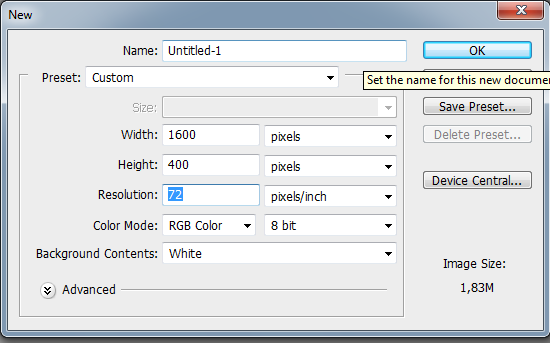 New
Name: Untitled-1 OK
Preset: Custom
Set the name for this new documen
Size:
Save Preset...
Width: 1600 pixels
Delete Preset...
Height: 400 pixels
Resolution: 72 pixels/inch
Device Central...
Color Mode: RGB Color 8 bit
Background Contents: White
Image Size:
1,83M
Advanced